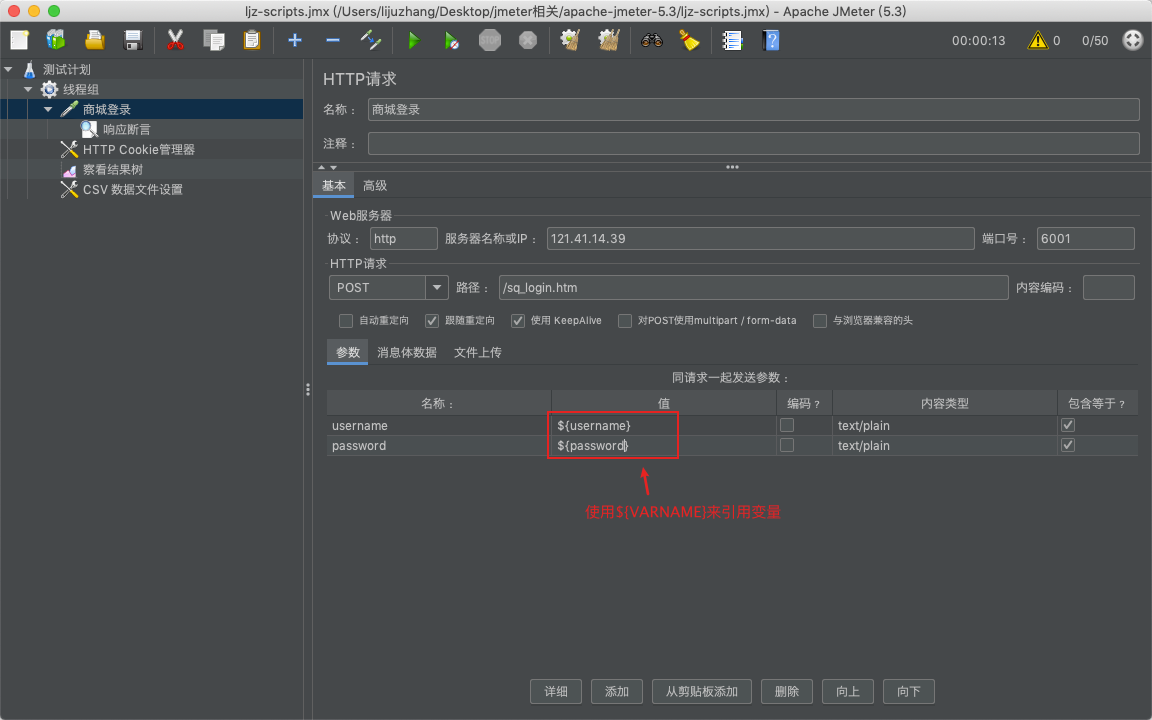 ljz-scripts.jmx (/Users/lijuzhang/Desktop/jmeter相关/apache-jmeter-5.3/ljz-scripts.jmx) - Apache JMeter (5.3)
STOP
00:00:13 0 0/50
测试计划
线程组
商城登录
响应断言
HTTP Cookie管理器
察看结果树
CSV 数据文件设置
HTTP请求
名称： 商城登录
注释：
基本 高级
Web服务器
协议： http 服务器名称或IP： 121.41.14.39 端口号： 6001
HTTP请求
POST 路径： /sq_login.htm 内容编码：
自动重定向 跟随重定向 使用 KeepAlive 对POST使用multipart / form-data 与浏览器兼容的头
参数 消息体数据 文件上传
同请求一起发送参数：
名称： 值 编码？ 内容类型 包含等于？
username ${username} text/plain
password ${password} text/plain
使用${VARNAME}来引用变量
详细 添加 从剪贴板添加 删除 向上 向下